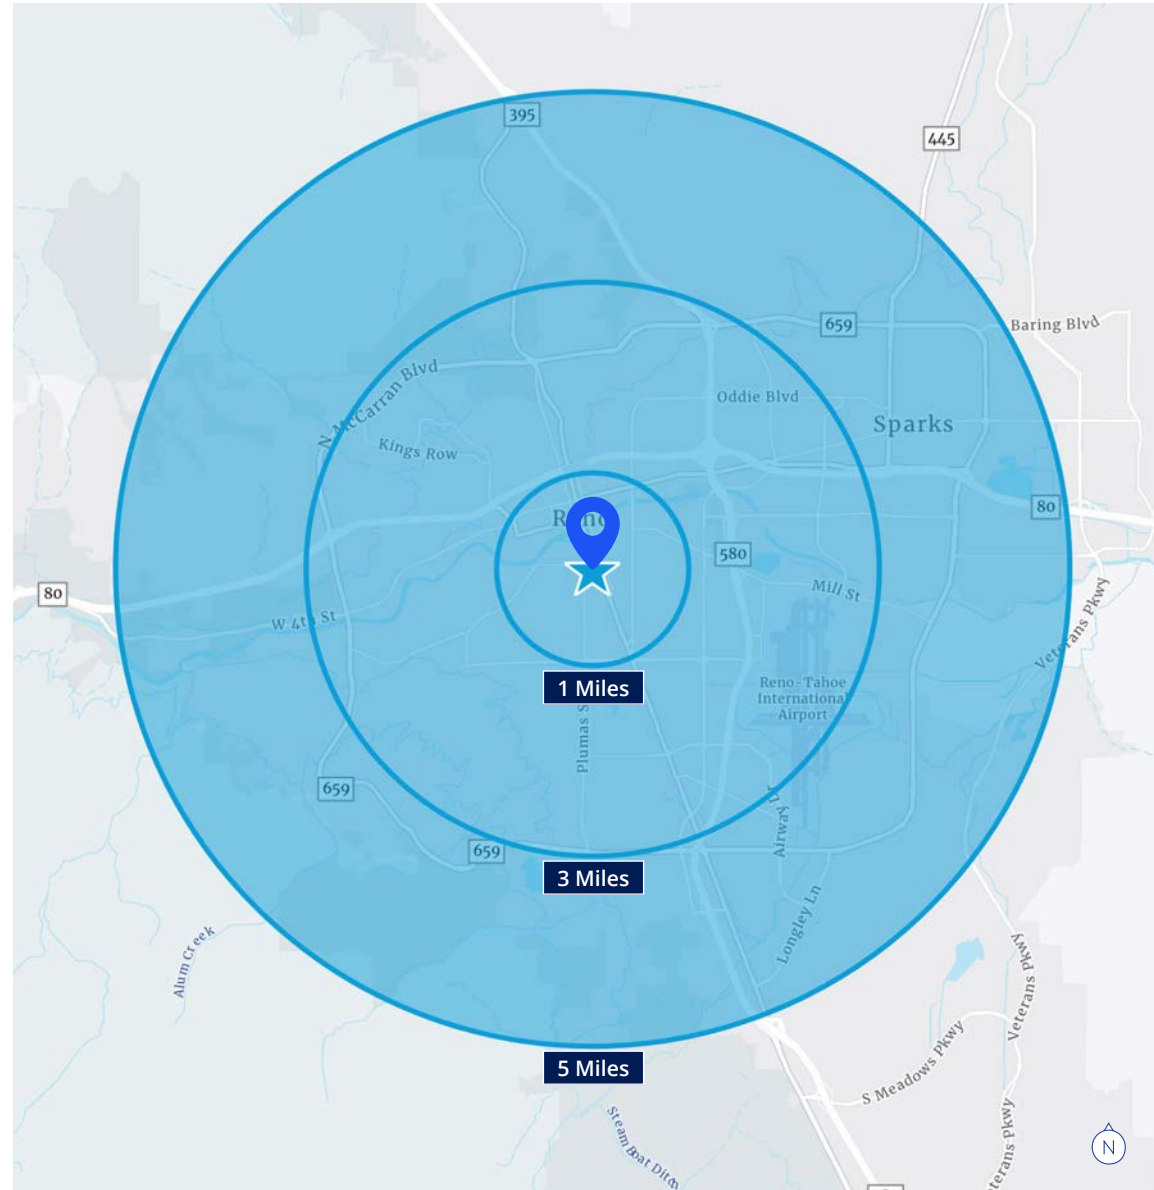 395
445
659
Baring Blvd
N McCarran Blvd
Oddie Blvd
Sparks
Kings Row
80
Reno
580
80
Mill St
W 4th St
Veterans Pkwy
Reno-Tahoe
International
Airport
1 Miles
Plumas S
659
Airway Dr
659
3 Miles
Longley Ln
Alum Creek
Veterans Pkwy
S Meadows Pkwy
5 Miles
Steamboat Ditch
Veterans Pkwy
N